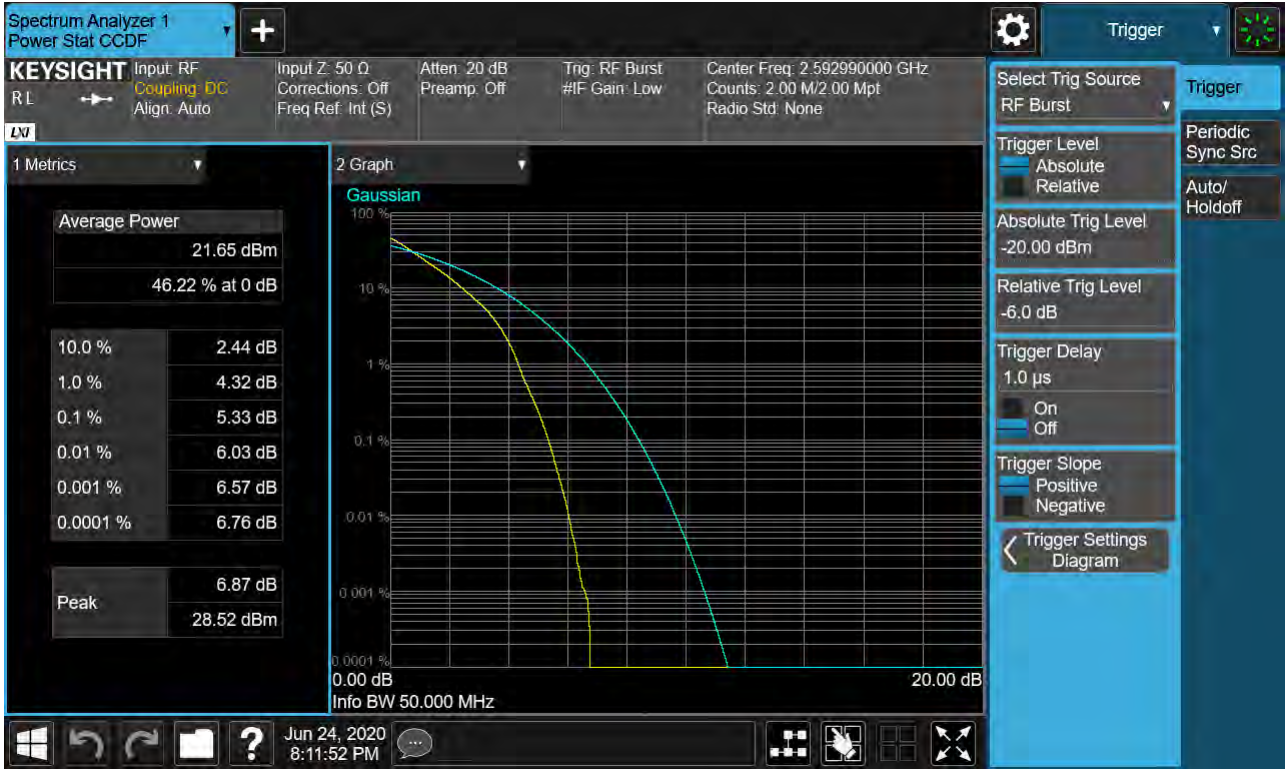 Spectrum Analyzer 1
Power Stat CCDF
+
Trigger
KEYSIGHT
R L
LXI
Input: RF
Coupling: DC
Align: Auto
Input Z: 50 Ω
Corrections: Off
Freq Ref: Int (S)
Atten: 20 dB
Preamp: Off
Trig: RF Burst
#IF Gain: Low
Center Freq: 2.592990000 GHz
Counts: 2.00 M/2.00 Mpt
Radio Std: None
1 Metrics
Average Power
21.65 dBm
46.22 % at 0 dB
10.0 % 2.44 dB
1.0 % 4.32 dB
0.1 % 5.33 dB
0.01 % 6.03 dB
0.001 % 6.57 dB
0.0001 % 6.76 dB
Peak
6.87 dB
28.52 dBm
2 Graph
Gaussian
100 %
10 %
1 %
0.1 %
0.01 %
0.001 %
0.0001 %
0.00 dB 20.00 dB
Info BW 50.000 MHz
Select Trig Source
RF Burst
Trigger Level
Absolute
Relative
Absolute Trig Level
-20.00 dBm
Relative Trig Level
-6.0 dB
Trigger Delay
1.0 µs
On
Off
Trigger Slope
Positive
Negative
Trigger Settings
Diagram
Trigger
Periodic
Sync Src
Auto/
Holdoff
?
Jun 24, 2020
8:11:52 PM